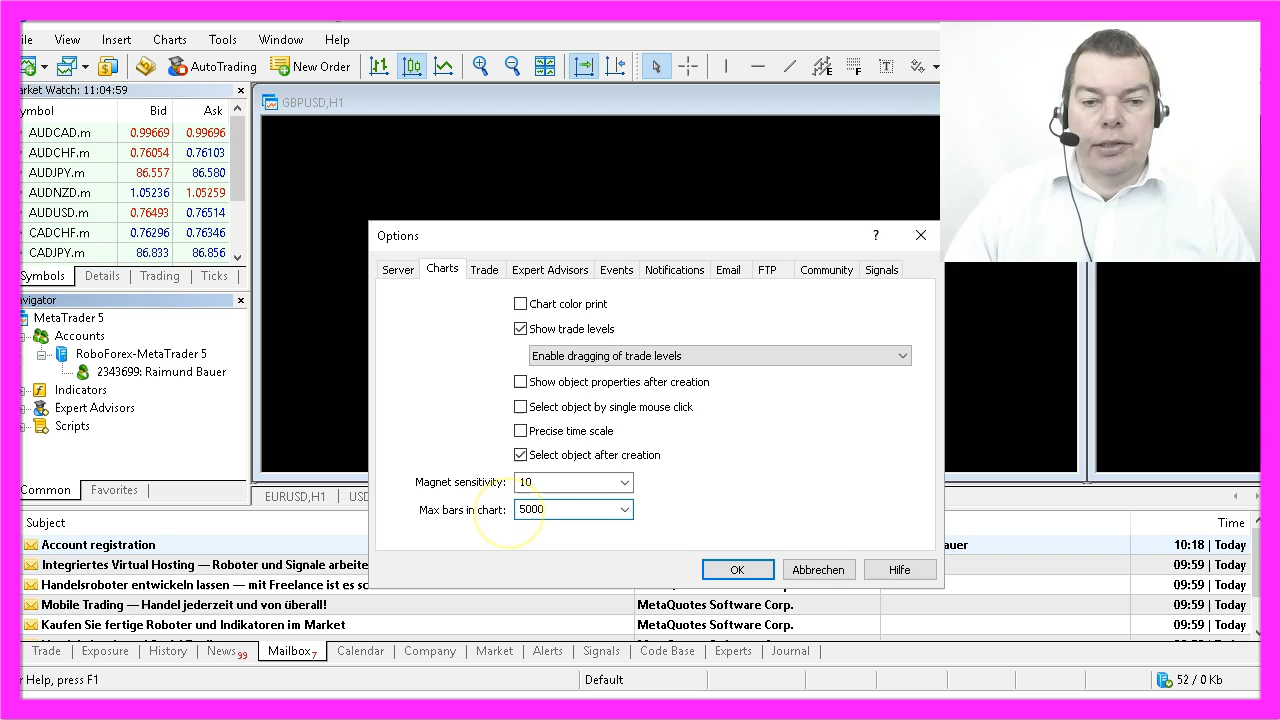 ile View Insert Charts Tools Window Help
AutoTrading New Order
arket Watch: 11:04:59
ymbol Bid Ask
AUDCAD.m 0.99669 0.99696
AUDCHF.m 0.76054 0.76103
AUDJPY.m 86.557 86.580
AUDNZD.m 1.05236 1.05259
AUDUSD.m 0.76493 0.76514
CADCHF.m 0.76296 0.76346
CADJPY.m 86.833 86.856
Symbols Details Trading Ticks
avigator
MetaTrader 5
Accounts
RoboForex-MetaTrader 5
2343699: Raimund Bauer
Indicators
Expert Advisors
Scripts
Common Favorites
GBPUSD,H1
Options
Server Charts Trade Expert Advisors Events Notifications Email FTP Community Signals
Chart color print
Show trade levels
Enable dragging of trade levels
Show object properties after creation
Select object by single mouse click
Precise time scale
Select object after creation
Magnet sensitivity: 10
Max bars in chart: 5000
OK Abbrechen Hilfe
EURUSD,H1 USD
Subject Time
Account registration auer 10:18 | Today
Integriertes Virtual Hosting — Roboter und Signale arbeite 09:59 | Today
Handelsroboter entwickeln lassen — mit Freelance ist es sc 09:59 | Today
Mobile Trading — Handel jederzeit und von überall! MetaQuotes Software Corp. 09:59 | Today
Kaufen Sie fertige Roboter und Indikatoren im Market MetaQuotes Software Corp. 09:59 | Today
Trade Exposure History News 99 Mailbox 7 Calendar Company Market Alerts Signals Code Base Experts Journal
r Help, press F1 Default 52 / 0 Kb